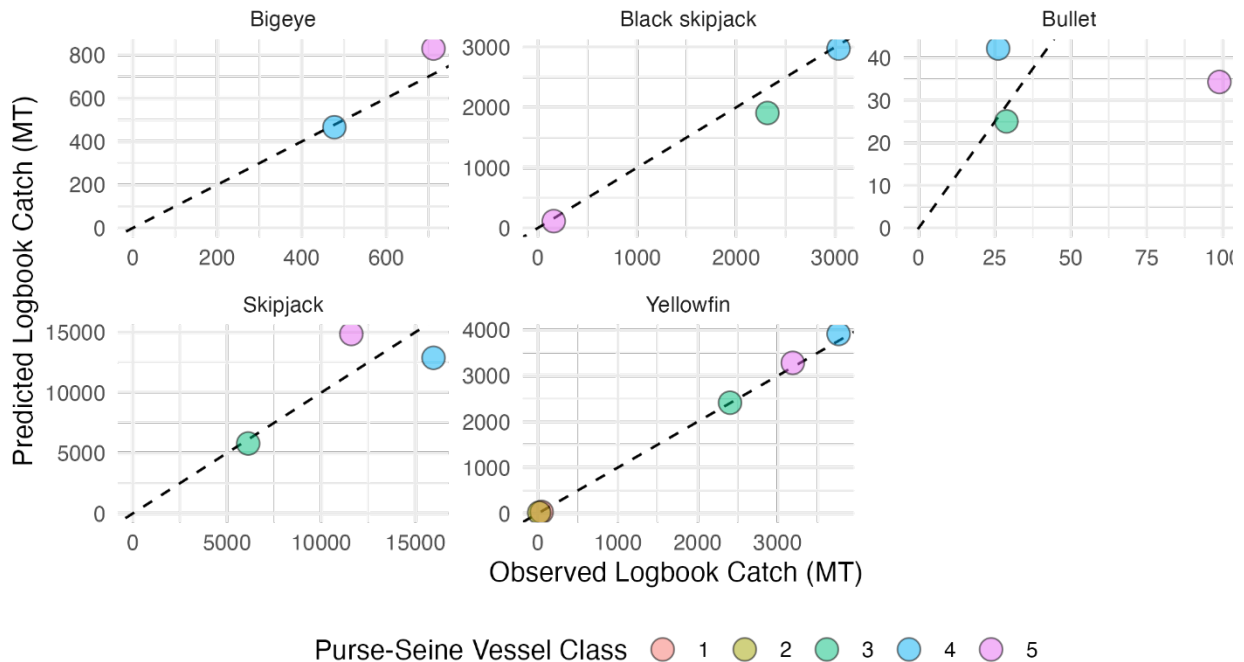 Bigeye
Black skipjack
Bullet
Predicted Logbook Catch (MT)
800
600
400
200
0
0 200 400 600
3000
2000
1000
0
0 1000 2000 3000
40
30
20
10
0
0 25 50 75 100
Skipjack
Yellowfin
15000
10000
5000
0
0 5000 10000 15000
4000
3000
2000
1000
0
0 1000 2000 3000
Observed Logbook Catch (MT)
Purse-Seine Vessel Class 1 2 3 4 5